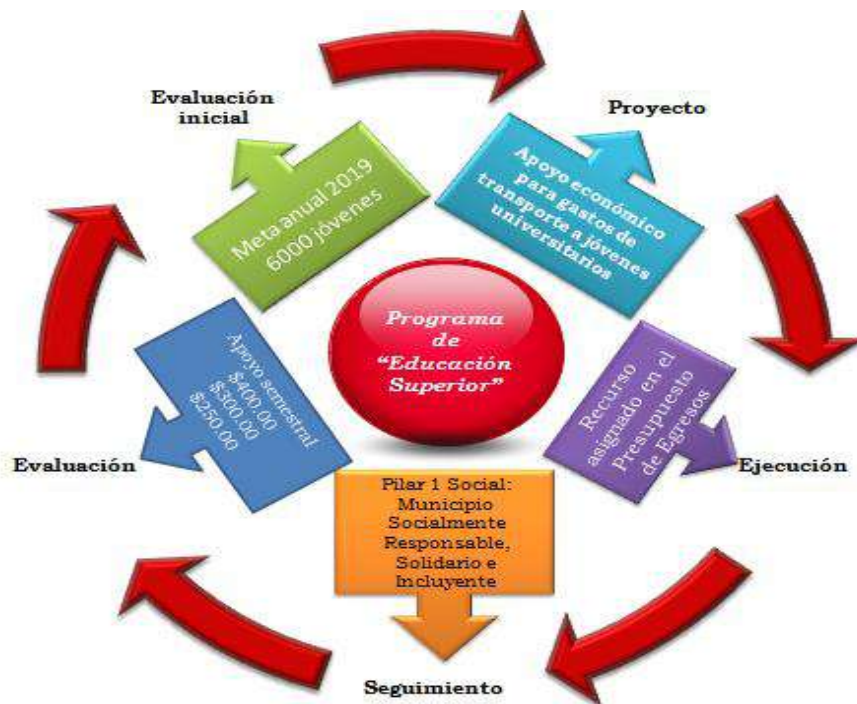 Evaluación
inicial
Proyecto
Meta anual 2019
6000 jóvenes
Apoyo económico
para gastos de
transporte a jóvenes
universitarios
Programa
de
“Educación
Superior”
Apoyo semestral
$400.00
$300.00
$250.00
Recurso
asignado en el
Presupuesto
de Egresos
Evaluación
Ejecución
Pilar 1 Social:
Municipio
Socialmente
Responsable,
Solidario e
Incluyente
Seguimiento